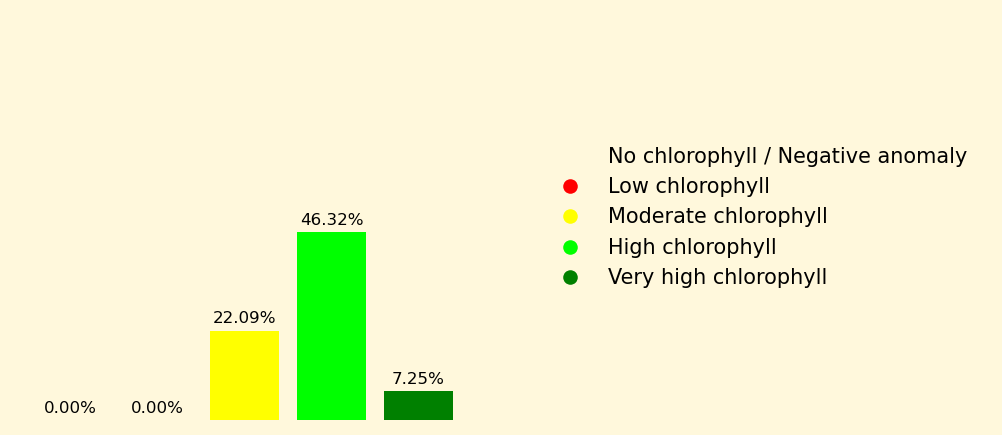 No chlorophyll / Negative anomaly
Low chlorophyll
Moderate chlorophyll
High chlorophyll
Very high chlorophyll
46.32%
22.09%
7.25%
0.00%
0.00%